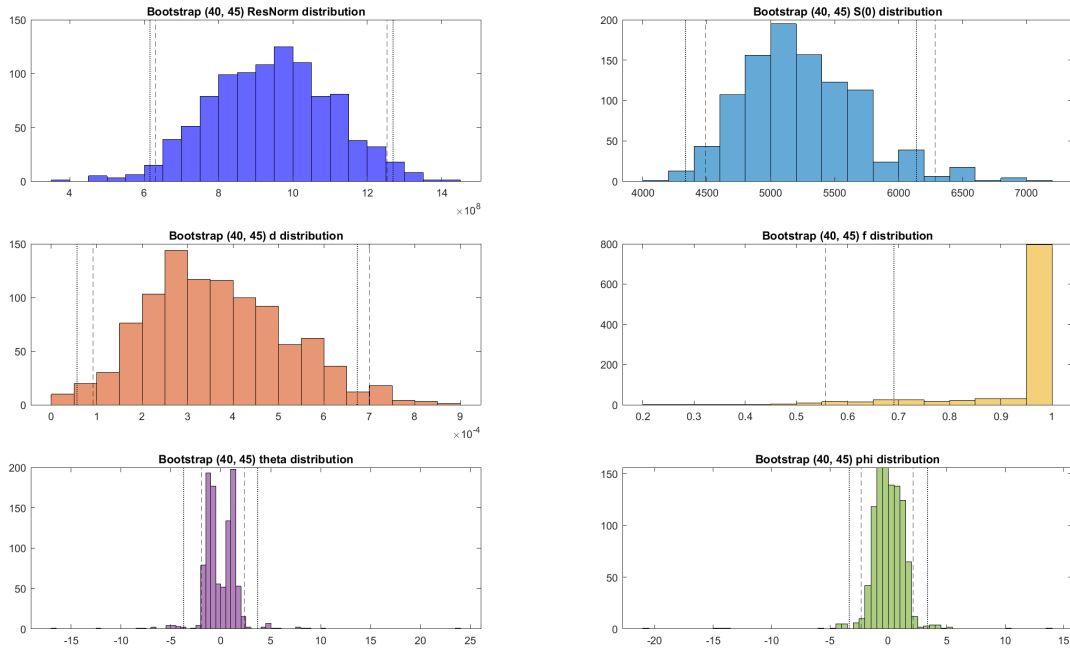 Bootstrap (40, 45) ResNorm distribution
150
100
50
0
4 6 8 10 12 14
×10^8
Bootstrap (40, 45) S(0) distribution
200
150
100
50
0
4000 4500 5000 5500 6000 6500 7000
Bootstrap (40, 45) d distribution
150
100
50
0
0 1 2 3 4 5 6 7 8 9
×10^-4
Bootstrap (40, 45) f distribution
800
600
400
200
0
0.2 0.3 0.4 0.5 0.6 0.7 0.8 0.9 1
Bootstrap (40, 45) theta distribution
200
150
100
50
0
-15 -10 -5 0 5 10 15 20 25
Bootstrap (40, 45) phi distribution
150
100
50
0
-20 -15 -10 -5 0 5 10 15